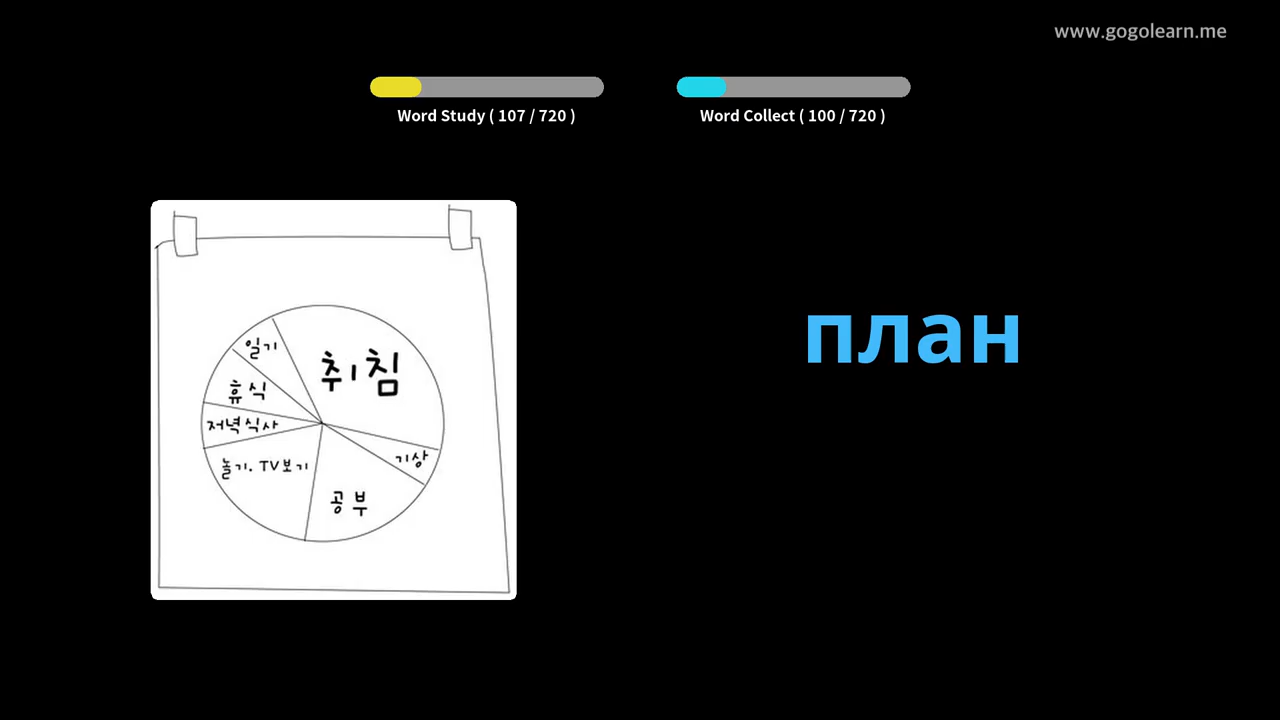 www.gogolearn.me
Word Study ( 107 / 720 )
Word Collect ( 100 / 720 )
일기
취침
휴식
저녁식사
놀기. TV보기
기상
공부
план